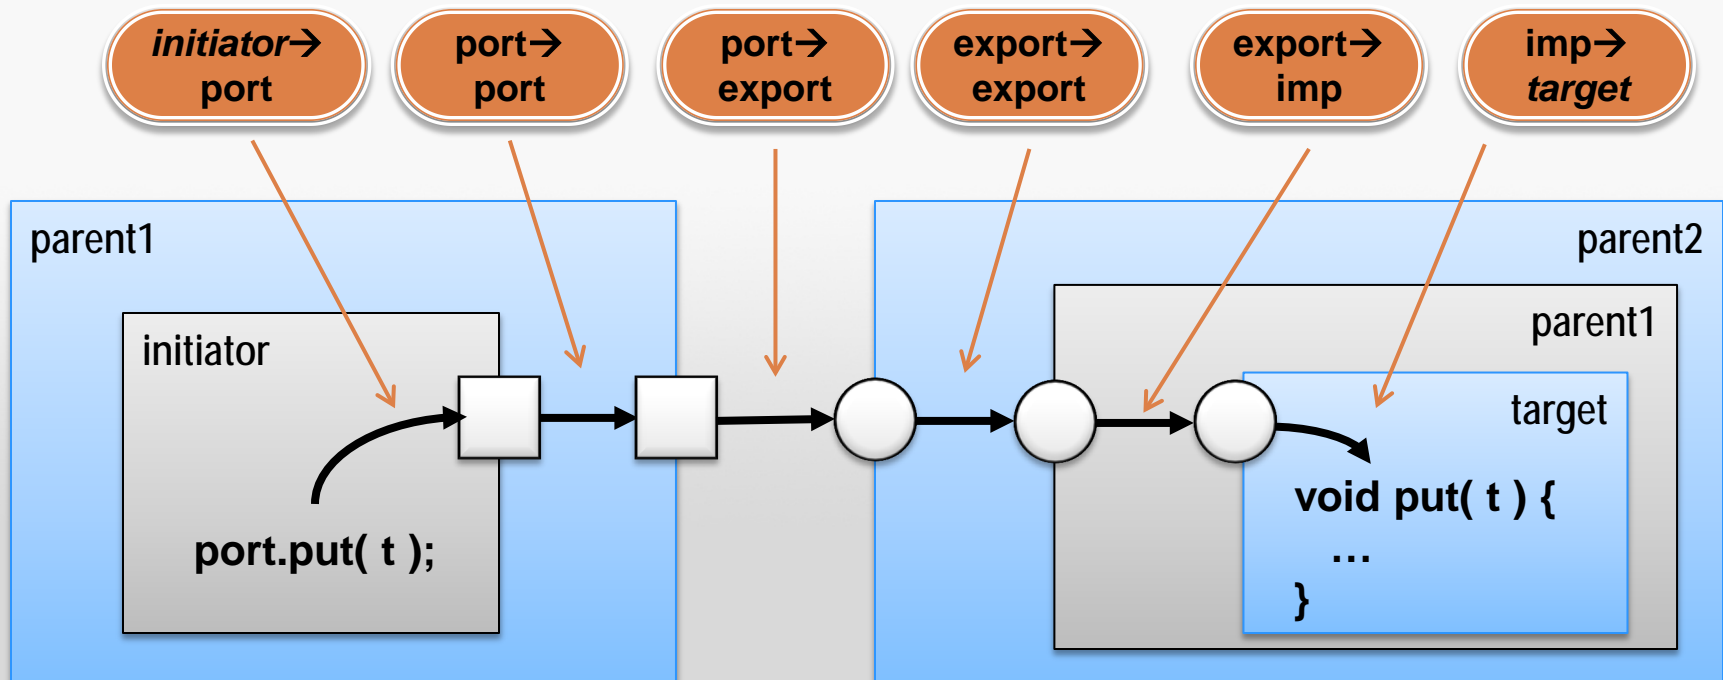 initiator→
port
port→
port
port→
export
export→
export
export→
imp
imp→
target
parent1
parent2
initiator
parent1
target
port.put( t );
void put( t ) {
…
}